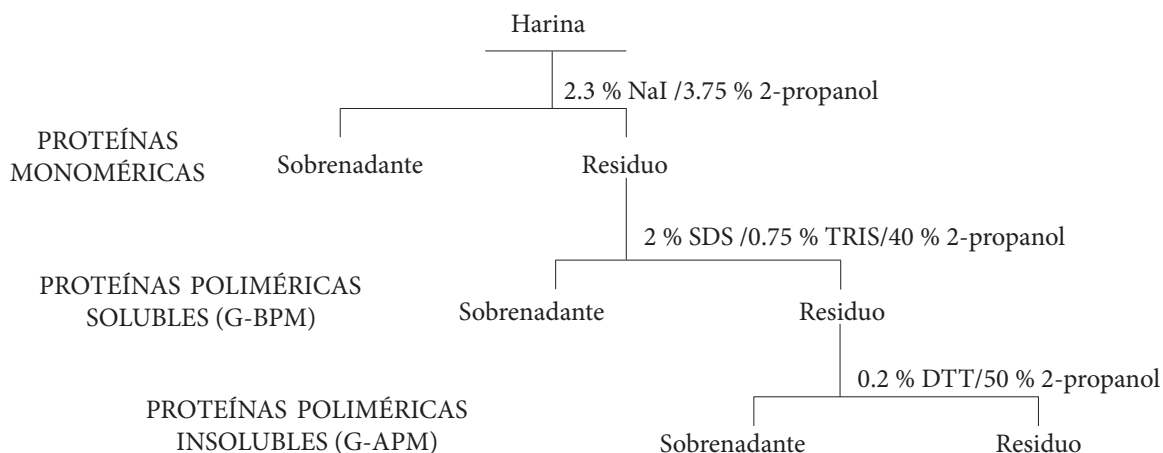 Harina
2.3 % NaI /3.75 % 2-propanol
PROTEÍNAS
MONOMÉRICAS
Sobrenadante
Residuo
2 % SDS /0.75 % TRIS/40 % 2-propanol
PROTEÍNAS POLIMÉRICAS
SOLUBLES (G-BPM)
Sobrenadante
Residuo
0.2 % DTT/50 % 2-propanol
PROTEÍNAS POLIMÉRICAS
INSOLUBLES (G-APM)
Sobrenadante
Residuo